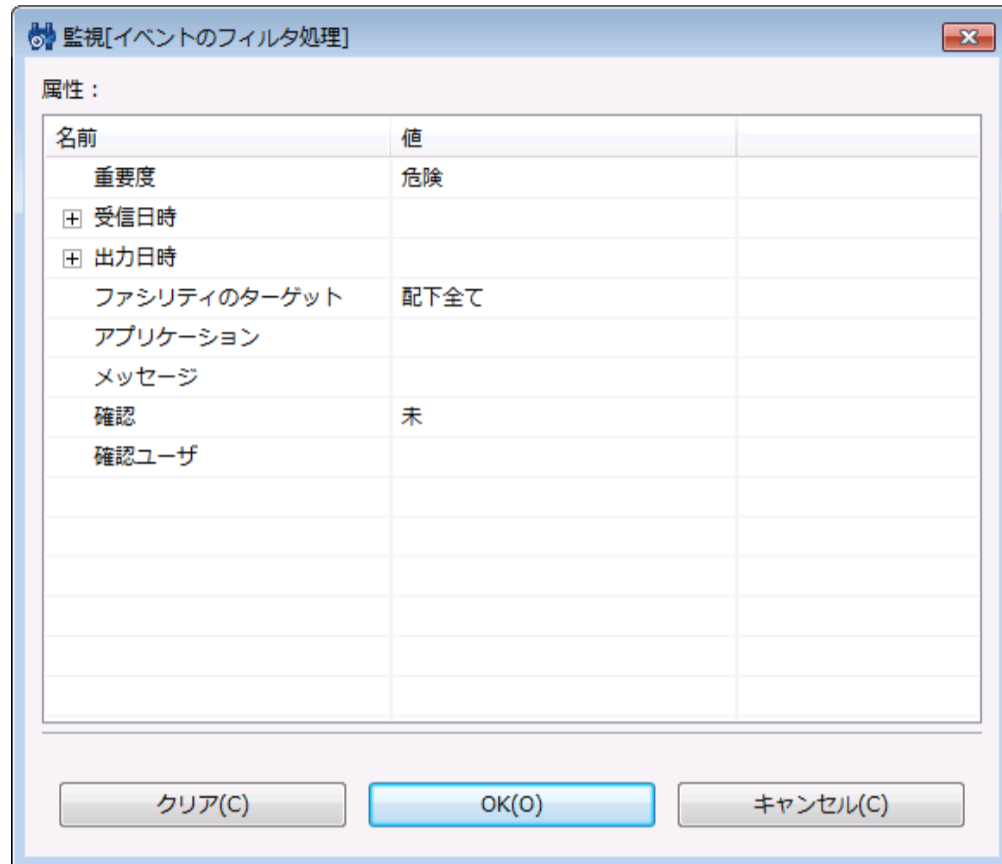 監視[イベントのフィルタ処理]
属性：
名前 値
重要度 危険
受信日時
出力日時
ファシリティのターゲット 配下全て
アプリケーション
メッセージ
確認 未
確認ユーザ
クリア(C) OK(O) キャンセル(C)